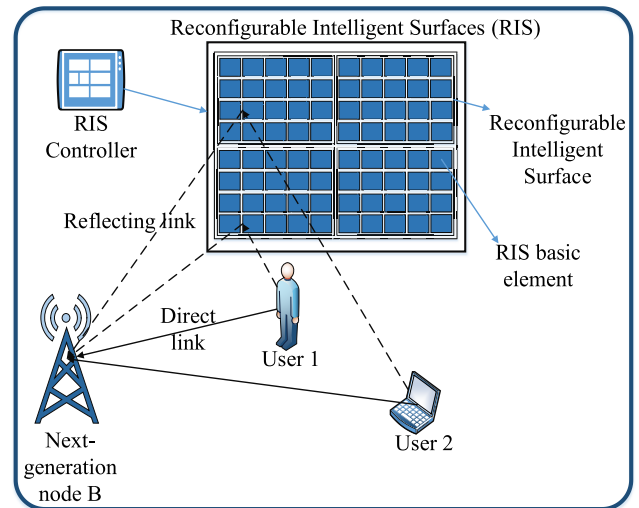 Reconfigurable Intelligent Surfaces (RIS)
RIS
Controller
Reconfigurable
Intelligent
Surface
Reflecting link
RIS basic
element
Direct
link
User 1
User 2
Next-
generation
node B